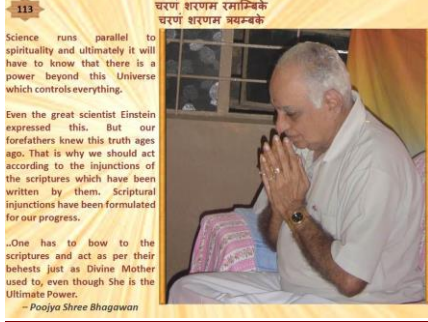 113
चरणं शरणम रमाम्बिके
चरणं शरणम त्रयम्बके
Science runs parallel to
spirituality and ultimately it will
have to know that there is a
power beyond this Universe
which controls everything.
Even the great scientist Einstein
expressed this. But our
forefathers knew this truth ages
ago. That is why we should act
according to the injunctions of
the scriptures which have been
written by them. Scriptural
injunctions have been formulated
for our progress.
..One has to bow to the
scriptures and act as per their
behests just as Divine Mother
used to, even though She is the
Ultimate Power.
– Poojya Shree Bhagawan